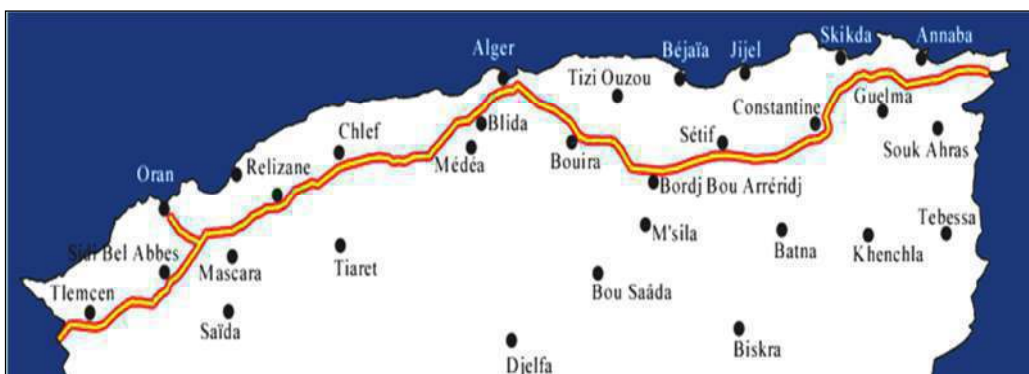 Skikda
Annaba
Alger
Béjaïa
Jijel
Tizi Ouzou
Constantine
Guelma
Chlef
Blida
Sétif
Souk Ahras
Oran
Relizane
Médéa
Bouira
Bordj Bou Arréridj
M'sila
Tebessa
Sidi Bel Abbes
Mascara
Tiaret
Batna
Khenchla
Tlemcen
Bou Saâda
Saïda
Djelfa
Biskra